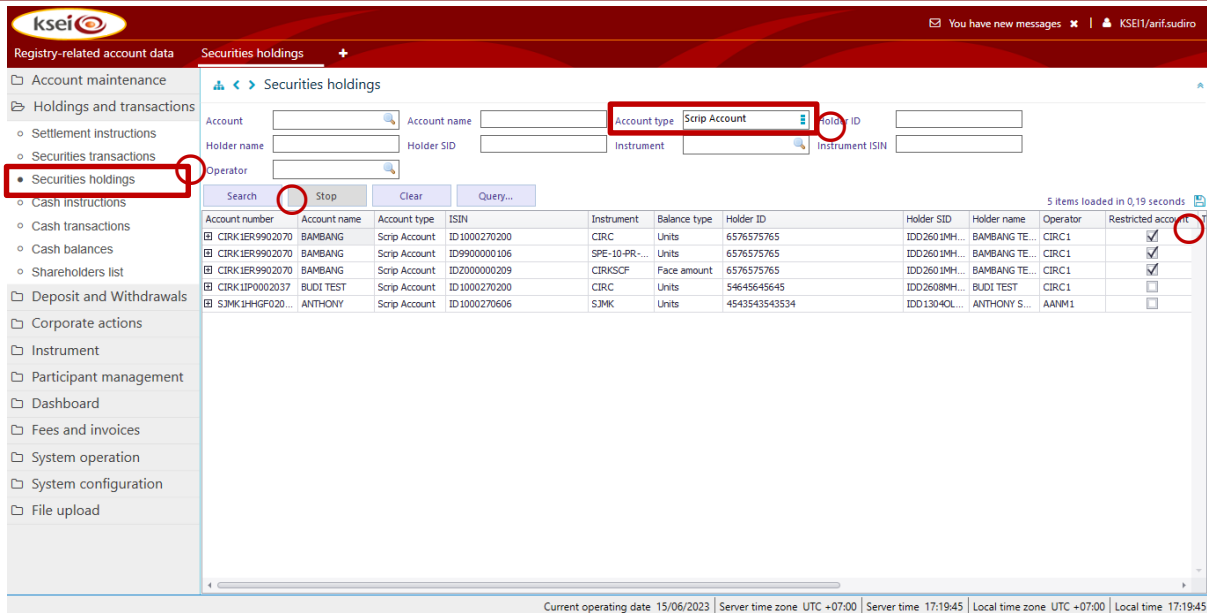 ksei
You have new messages ✖ | KSEI1/arif.sudiro
Registry-related account data Securities holdings +
Account maintenance
Holdings and transactions
Settlement instructions
Securities transactions
Securities holdings
Cash instructions
Cash transactions
Cash balances
Shareholders list
Deposit and Withdrawals
Corporate actions
Instrument
Participant management
Dashboard
Fees and invoices
System operation
System configuration
File upload
Securities holdings
Account Account name Account type Scrip Account Holder ID
Holder name Holder SID Instrument Instrument ISIN
Operator
Search Stop Clear Query...
5 items loaded in 0,19 seconds
Account number Account name Account type ISIN Instrument Balance type Holder ID Holder SID Holder name Operator Restricted account
CIRK1ER9902070 BAMBANG Scrip Account ID1000270200 CIRC Units 6576575765 IDD2601MH... BAMBANG TE... CIRC1
CIRK1ER9902070 BAMBANG Scrip Account ID9900000106 SPE-10-PR-... Units 6576575765 IDD2601MH... BAMBANG TE... CIRC1
CIRK1ER9902070 BAMBANG Scrip Account IDZ000000209 CIRKSCF Face amount 6576575765 IDD2601MH... BAMBANG TE... CIRC1
CIRK1IP0002037 BUDI TEST Scrip Account ID1000270200 CIRC Units 54645645645 IDD2608MH... BUDI TEST CIRC1
SJMK1HHGF020... ANTHONY Scrip Account ID1000270606 SJMK Units 4543543543534 IDD1304OL... ANTHONY S... AANM1
Current operating date 15/06/2023 Server time zone UTC +07:00 Server time 17:19:45 Local time zone UTC +07:00 Local time 17:19:45